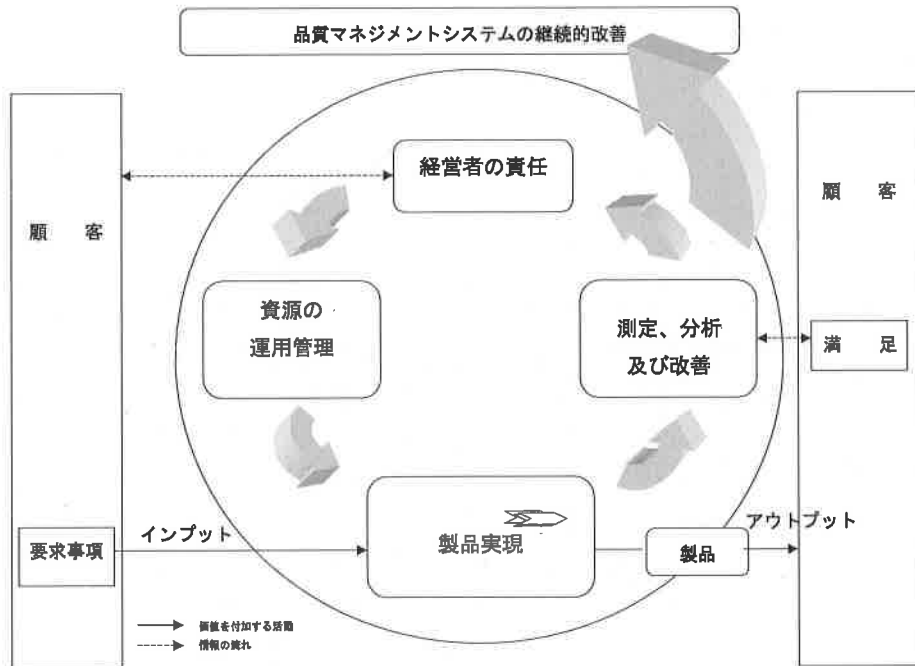 品質マネジメントシステムの継続的改善
経営者の責任
顧　客
顧　客
資源の
運用管理
測定、分析
及び改善
満　足
要求事項
インプット
製品実現
製品
アウトプット
価値を付加する活動
情報の流れ